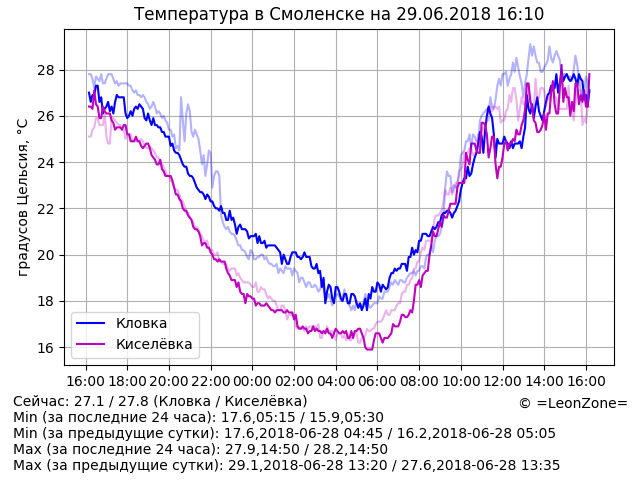 Температура в Смоленске на 29.06.2018 16:10
градусов Цельсия, °C
28
26
24
22
20
18
16
Кловка
Киселёвка
16:00 18:00 20:00 22:00 00:00 02:00 04:00 06:00 08:00 10:00 12:00 14:00 16:00
Сейчас: 27.1 / 27.8 (Кловка / Киселёвка)
© =LeonZone=
Min (за последние 24 часа): 17.6,05:15 / 15.9,05:30
Min (за предыдущие сутки): 17.6,2018-06-28 04:45 / 16.2,2018-06-28 05:05
Max (за последние 24 часа): 27.9,14:50 / 28.2,14:50
Max (за предыдущие сутки): 29.1,2018-06-28 13:20 / 27.6,2018-06-28 13:35